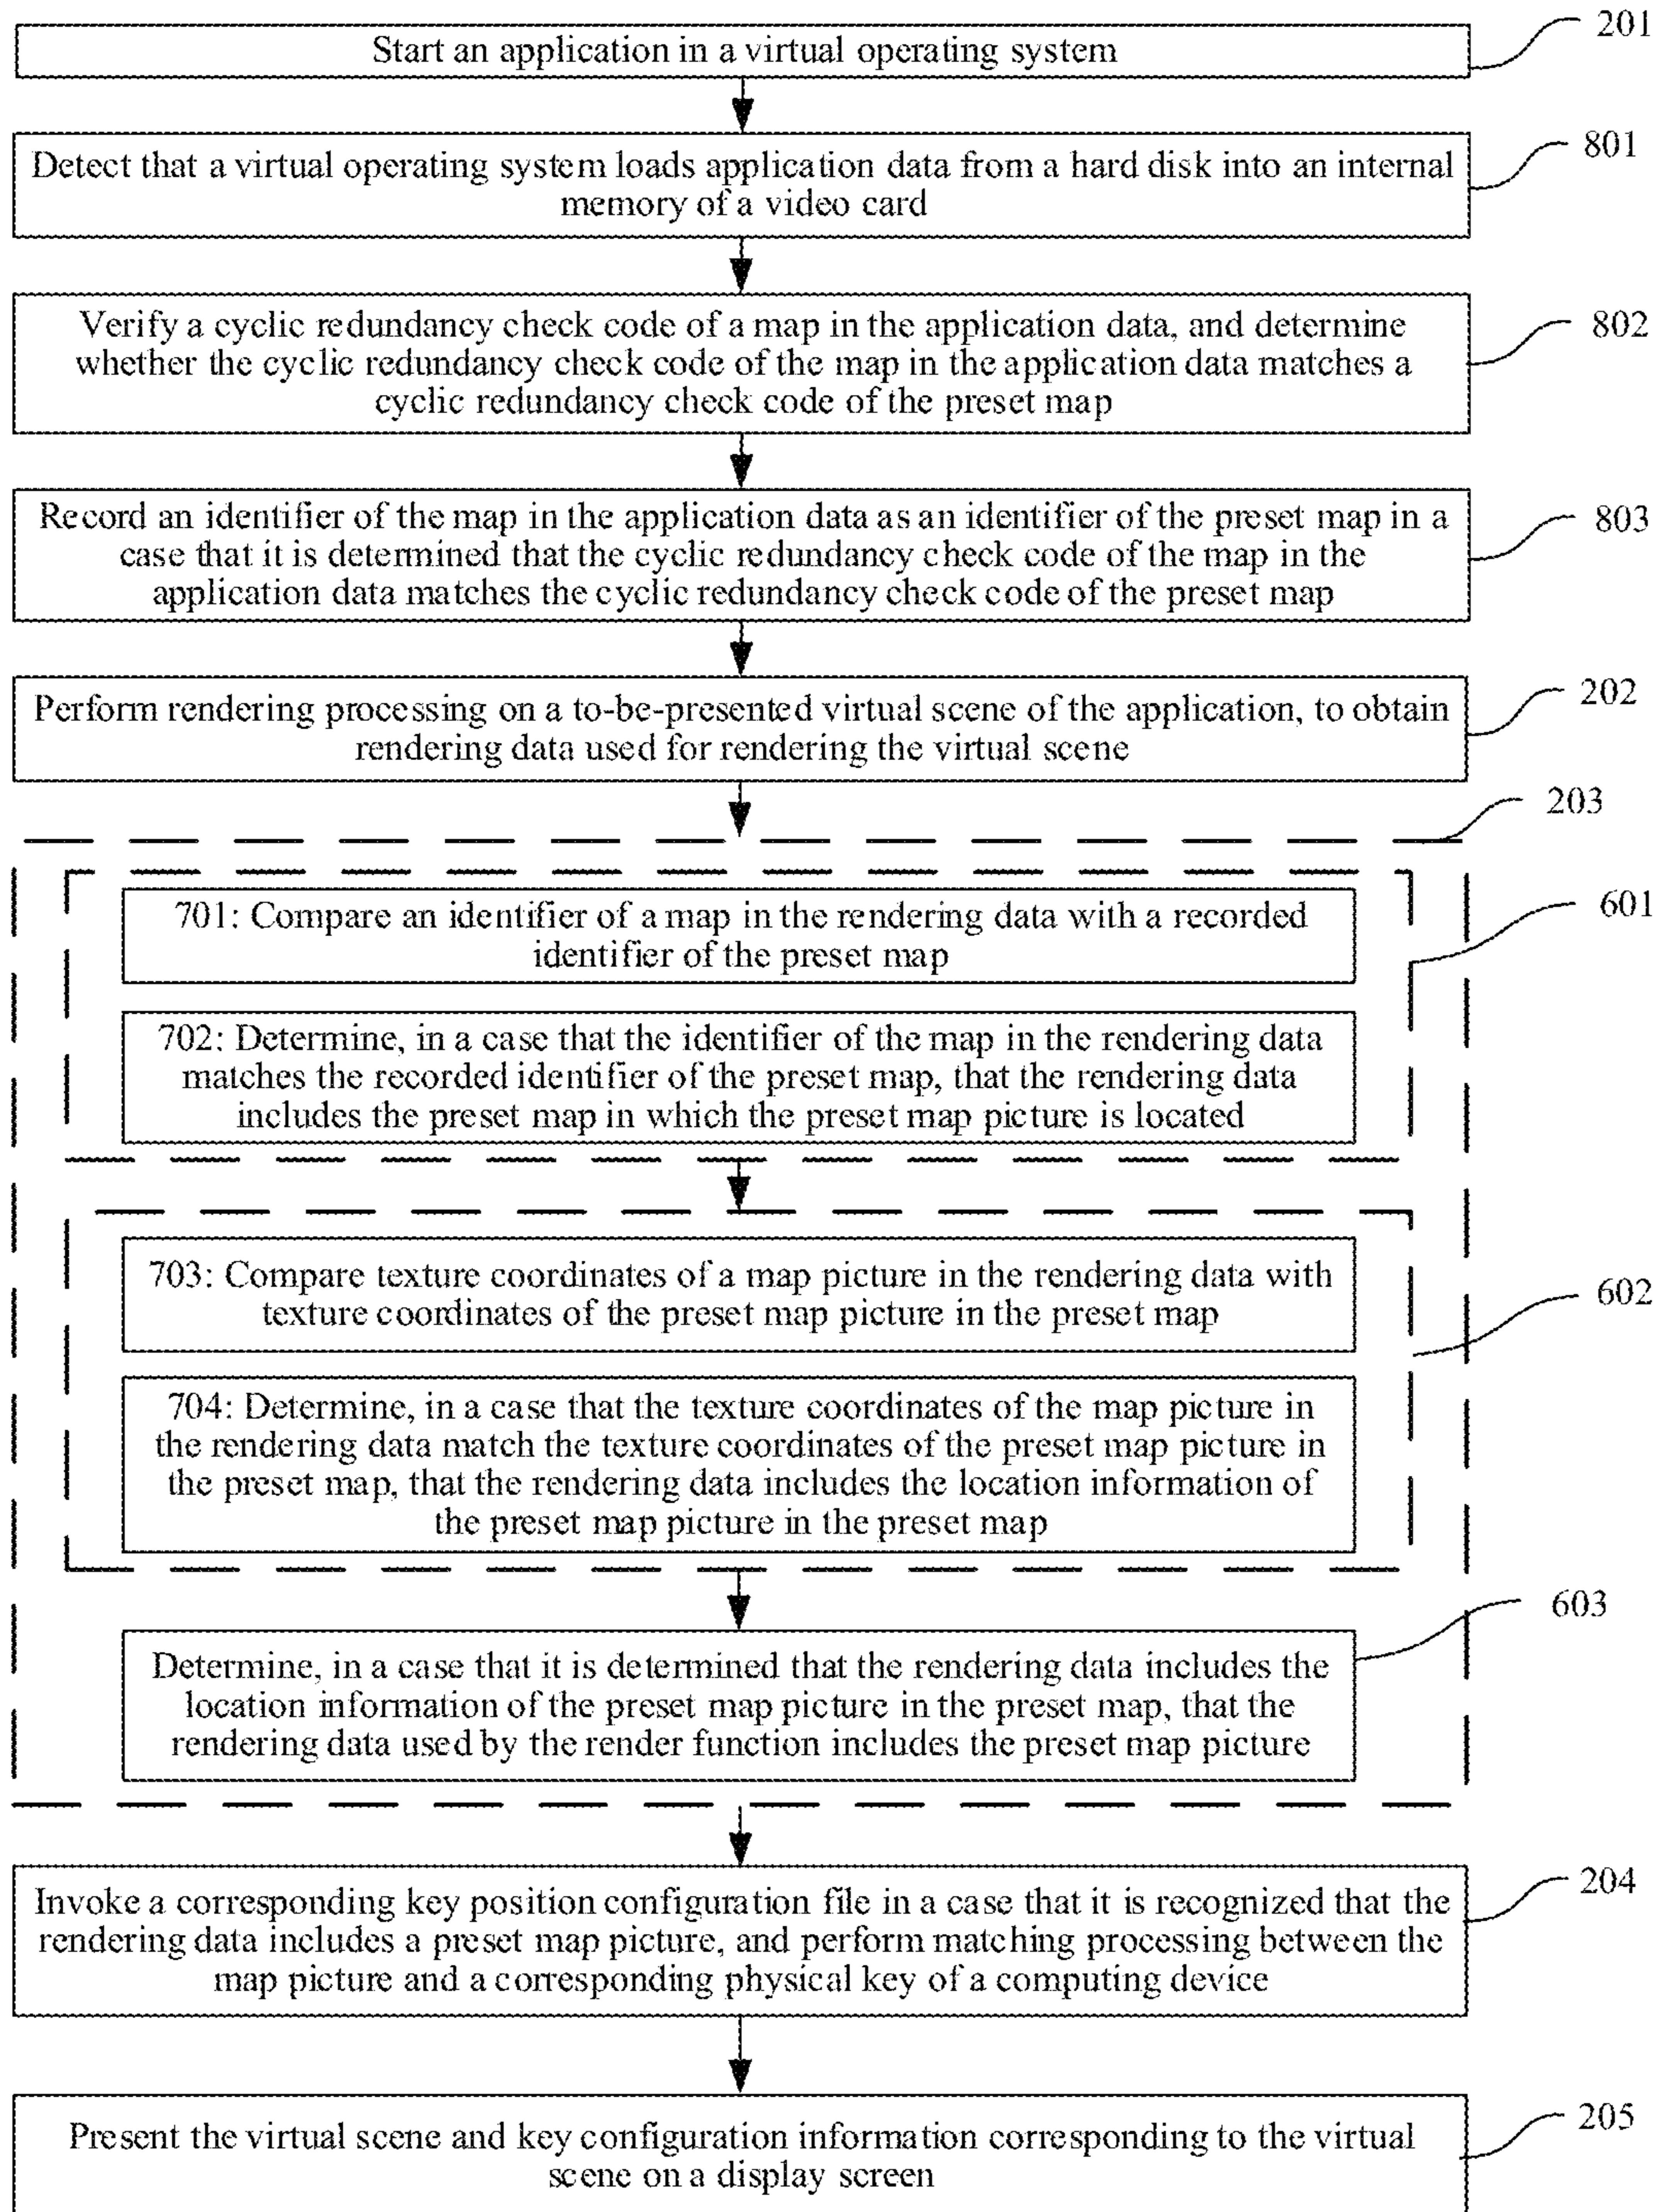 201
Start an application in a virtual operating system
801
Detect that a virtual operating system loads application data from a hard disk into an internal
memory of a video card
802
Verify a cyclic redundancy check code of a map in the application data, and determine
whether the cyclic redundancy check code of the map in the application data matches a
cyclic redundancy check code of the preset map
803
Record an identifier of the map in the application data as an identifier of the preset map in a
case that it is determined that the cyclic redundancy check code of the map in the
application data matches the cyclic redundancy check code of the preset map
202
Perform rendering processing on a to-be-presented virtual scene of the application, to obtain
rendering data used for rendering the virtual scene
203
601
701: Compare an identifier of a map in the rendering data with a recorded
identifier of the preset map
702: Determine, in a case that the identifier of the map in the rendering data
matches the recorded identifier of the preset map, that the rendering data
includes the preset map in which the preset map picture is located
602
703: Compare texture coordinates of a map picture in the rendering data with
texture coordinates of the preset map picture in the preset map
704: Determine, in a case that the texture coordinates of the map picture in
the rendering data match the texture coordinates of the preset map picture in
the preset map, that the rendering data includes the location information of
the preset map picture in the preset map
603
Determine, in a case that it is determined that the rendering data includes the
location information of the preset map picture in the preset map, that the
rendering data used by the render function includes the preset map picture
204
Invoke a corresponding key position configuration file in a case that it is recognized that the
rendering data includes a preset map picture, and perform matching processing between the
map picture and a corresponding physical key of a computing device
205
Present the virtual scene and key configuration information corresponding to the virtual
scene on a display screen